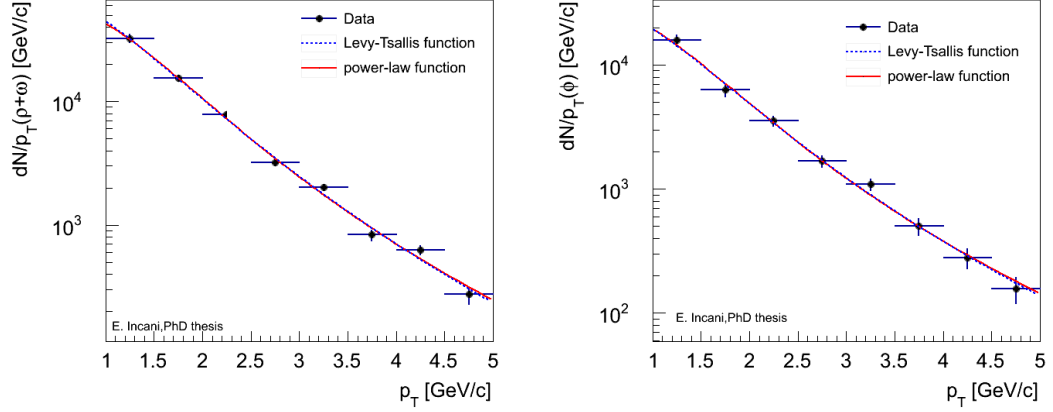 dN/p_T(ρ+ω) [GeV/c]
10^4
10^3
Data
Levy-Tsallis function
power-law function
E. Incani,PhD thesis
1 1.5 2 2.5 3 3.5 4 4.5 5
p_T [GeV/c]
dN/p_T(ϕ) [GeV/c]
10^4
10^3
10^2
Data
Levy-Tsallis function
power-law function
E. Incani,PhD thesis
1 1.5 2 2.5 3 3.5 4 4.5 5
p_T [GeV/c]